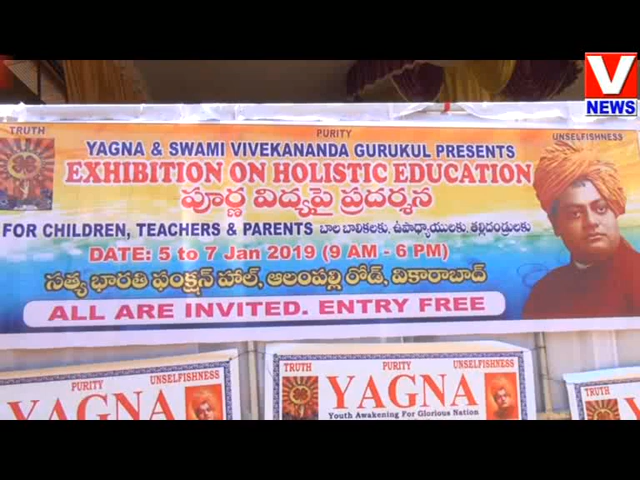 V
NEWS
TRUTH PURITY UNSELFISHNESS
YAGNA & SWAMI VIVEKANANDA GURUKUL PRESENTS
EXHIBITION ON HOLISTIC EDUCATION
పూర్ణ విద్యపై ప్రదర్శన
FOR CHILDREN, TEACHERS & PARENTS బాల బాలికలకు, ఉపాధ్యాయులకు, తల్లిదండ్రులకు
DATE: 5 to 7 Jan 2019 (9 AM - 6 PM)
సత్య భారతి ఫంక్షన్ హాల్, ఆలంపల్లి రోడ్, వికారాబాద్
ALL ARE INVITED. ENTRY FREE
TRUTH PURITY UNSELFISHNESS
YAGNA
Youth Awakening For Glorious Nation
PURITY UNSELFISHNESS
YAGNA
TRUTH
YAGNA